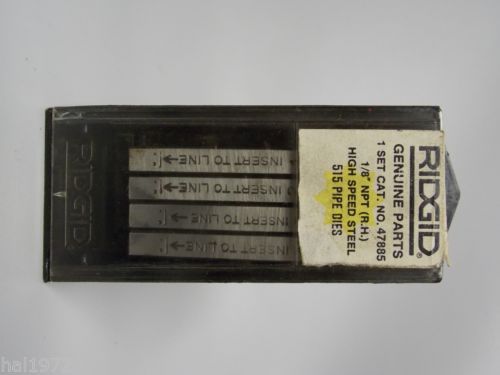 RIDGID
INSERT TO LINE
INSERT TO LINE
INSERT TO LINE
INSERT TO LINE
RIDGID®
GENUINE PARTS
1 SET CAT. NO. 47885
1/8" NPT (R.H.)
HIGH SPEED STEEL
515 PIPE DIES
hal1977